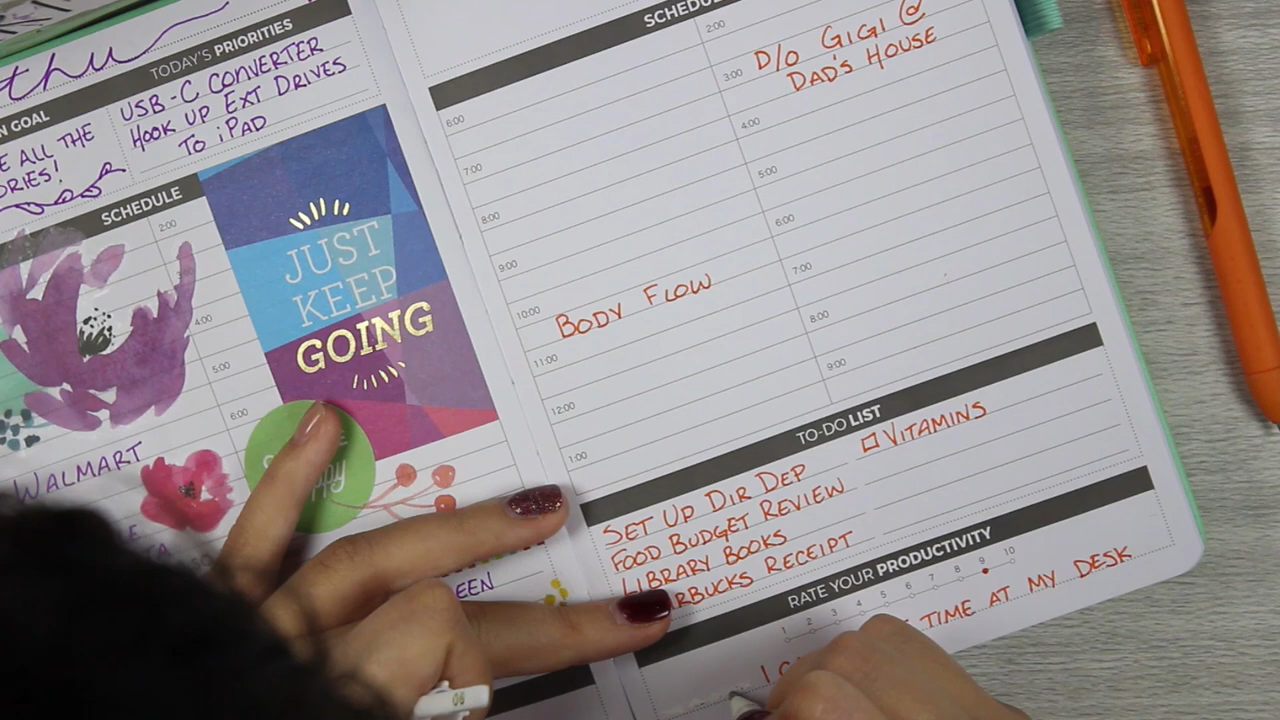 thu
TODAY'S PRIORITIES
USB-C CONVERTER
HOOK UP EXT DRIVES
TO iPAD
GOAL
ALL THE
SCHEDULE
2:00
4:00
5:00
6:00
JUST
KEEP
GOING
WALMART
EEN
6:00
7:00
8:00
9:00
10:00
BODY FLOW
11:00
12:00
1:00
2:00
D/O GIGI @
3:00
DAD'S HOUSE
4:00
5:00
6:00
7:00
8:00
9:00
TO-DO LIST
SET UP DIR DEP
FOOD BUDGET REVIEW
LIBRARY BOOKS
RECEIPT
VITAMINS
RATE YOUR PRODUCTIVITY
1 2 3 4 5 6 7 8 9 10
TIME AT MY DESK
06